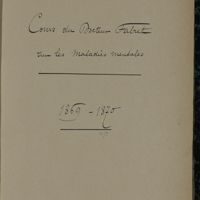 Cours du Docteur Falret
sur les Maladies mentales
1869 – 1870